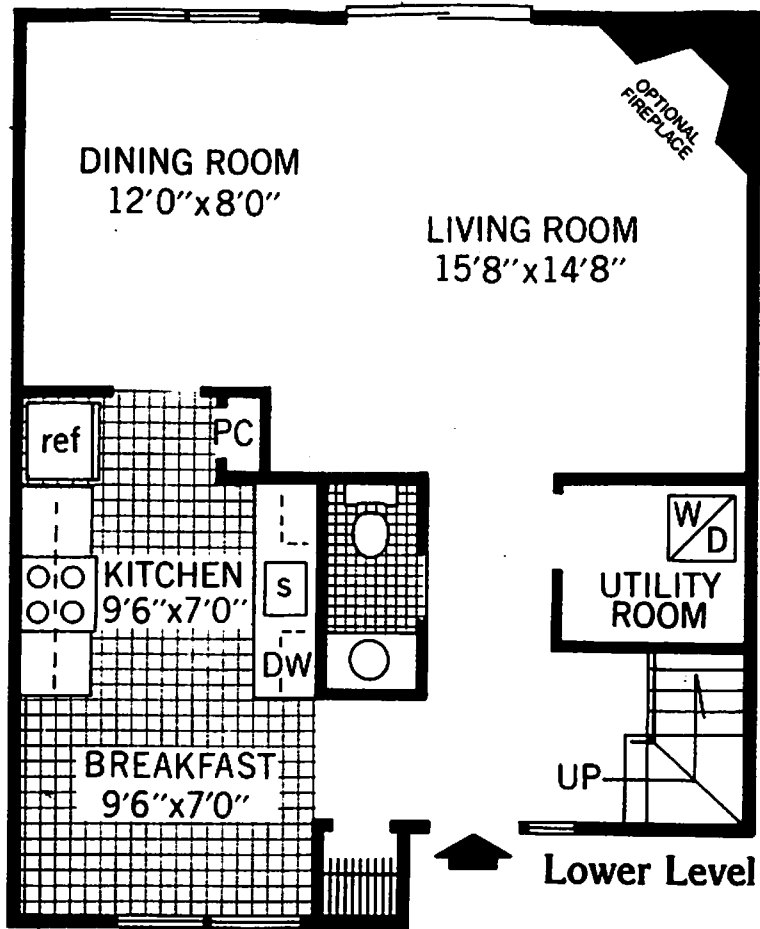 OPTIONAL
FIREPLACE
DINING ROOM
12'0"x8'0"
LIVING ROOM
15'8"x14'8"
ref
PC
W
D
KITCHEN
9'6"x7'0"
S
UTILITY
ROOM
DW
BREAKFAST
9'6"x7'0"
UP
Lower Level